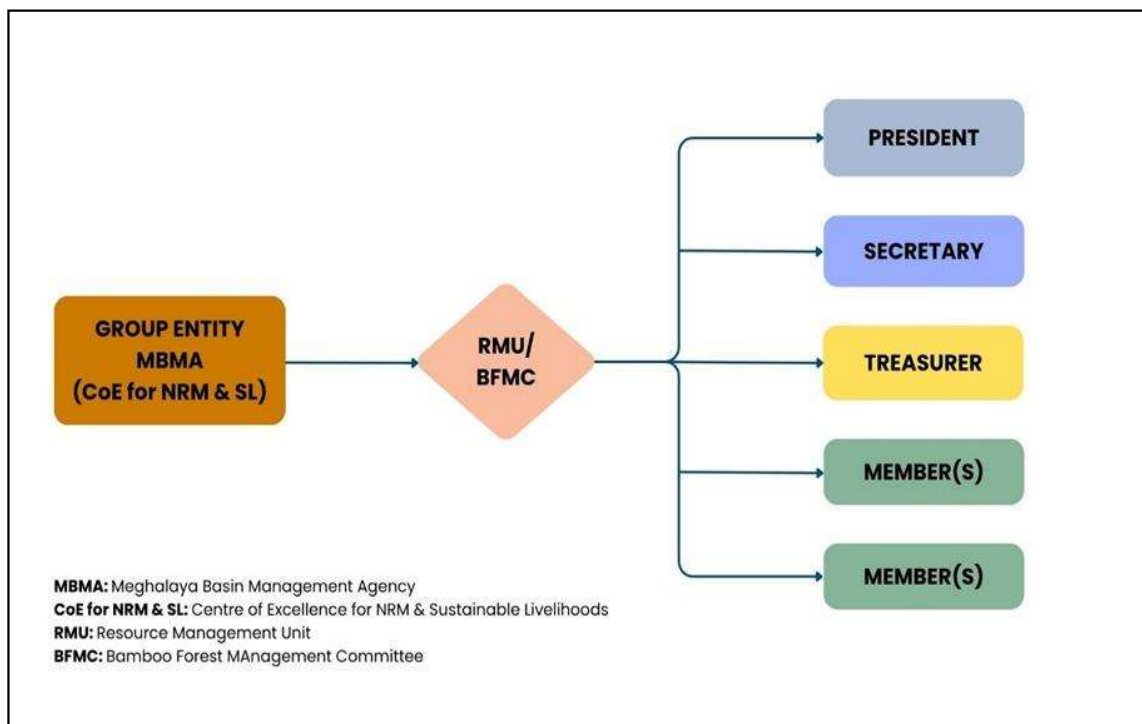 GROUP ENTITY
MBMA
(CoE for NRM & SL)
RMU/
BFMC
PRESIDENT
SECRETARY
TREASURER
MEMBER(S)
MEMBER(S)
MBMA: Meghalaya Basin Management Agency
CoE for NRM & SL: Centre of Excellence for NRM & Sustainable Livelihoods
RMU: Resource Management Unit
BFMC: Bamboo Forest MAnagement Committee